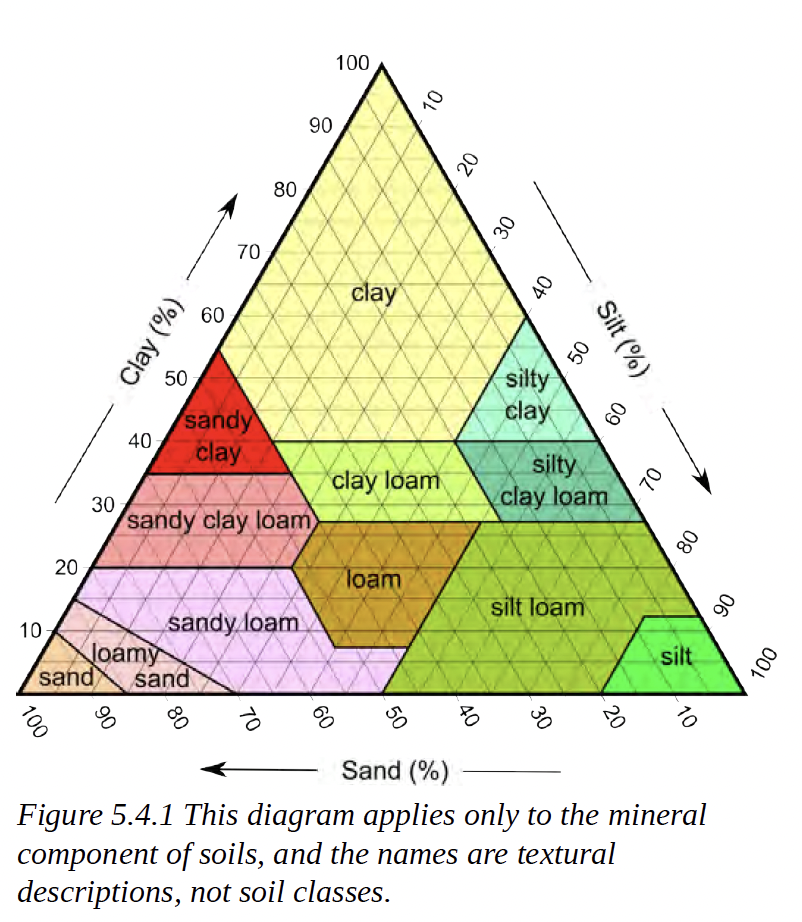 100
90
80
70
60
50
40
30
20
10
Clay (%)
10
20
30
40
50
60
70
80
90
100
Silt (%)
clay
silty
clay
sandy
clay
clay loam
silty
clay loam
sandy clay loam
loam
silt loam
sandy loam
silt
loamy
sand
sand
100
90
80
70
60
50
40
30
20
10
Sand (%)
Figure 5.4.1 This diagram applies only to the mineral
component of soils, and the names are textural
descriptions, not soil classes.